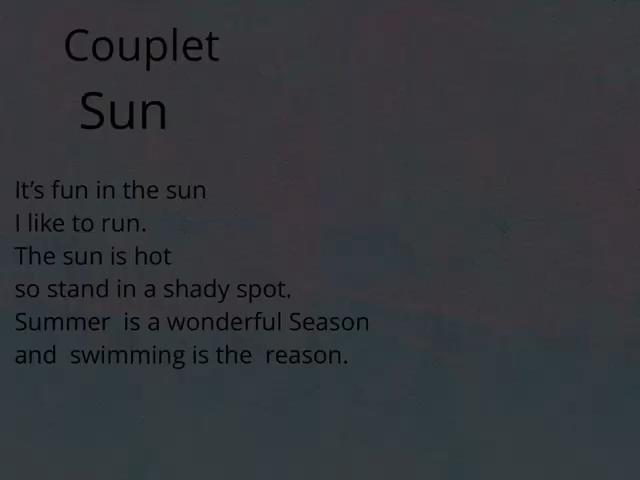 Couplet
Sun
It’s fun in the sun
I like to run.
The sun is hot
so stand in a shady spot.
Summer  is a wonderful Season
and  swimming is the  reason.